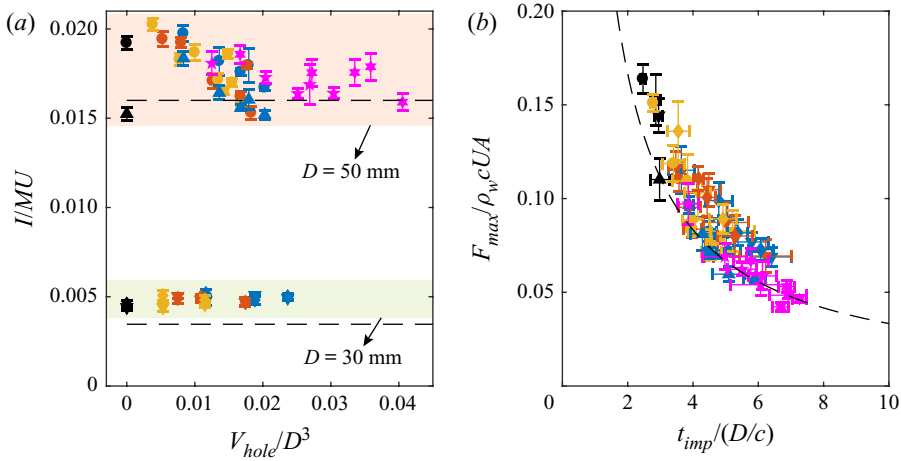 (a)
0.020
0.015
0.010
0.005
0
I/MU
D = 50 mm
D = 30 mm
0
0.01
0.02
0.03
0.04
V_hole/D³
(b)
0.20
0.15
0.10
0.05
F_max/ρ_w cUA
0
2
4
6
8
10
t_imp/(D/c)